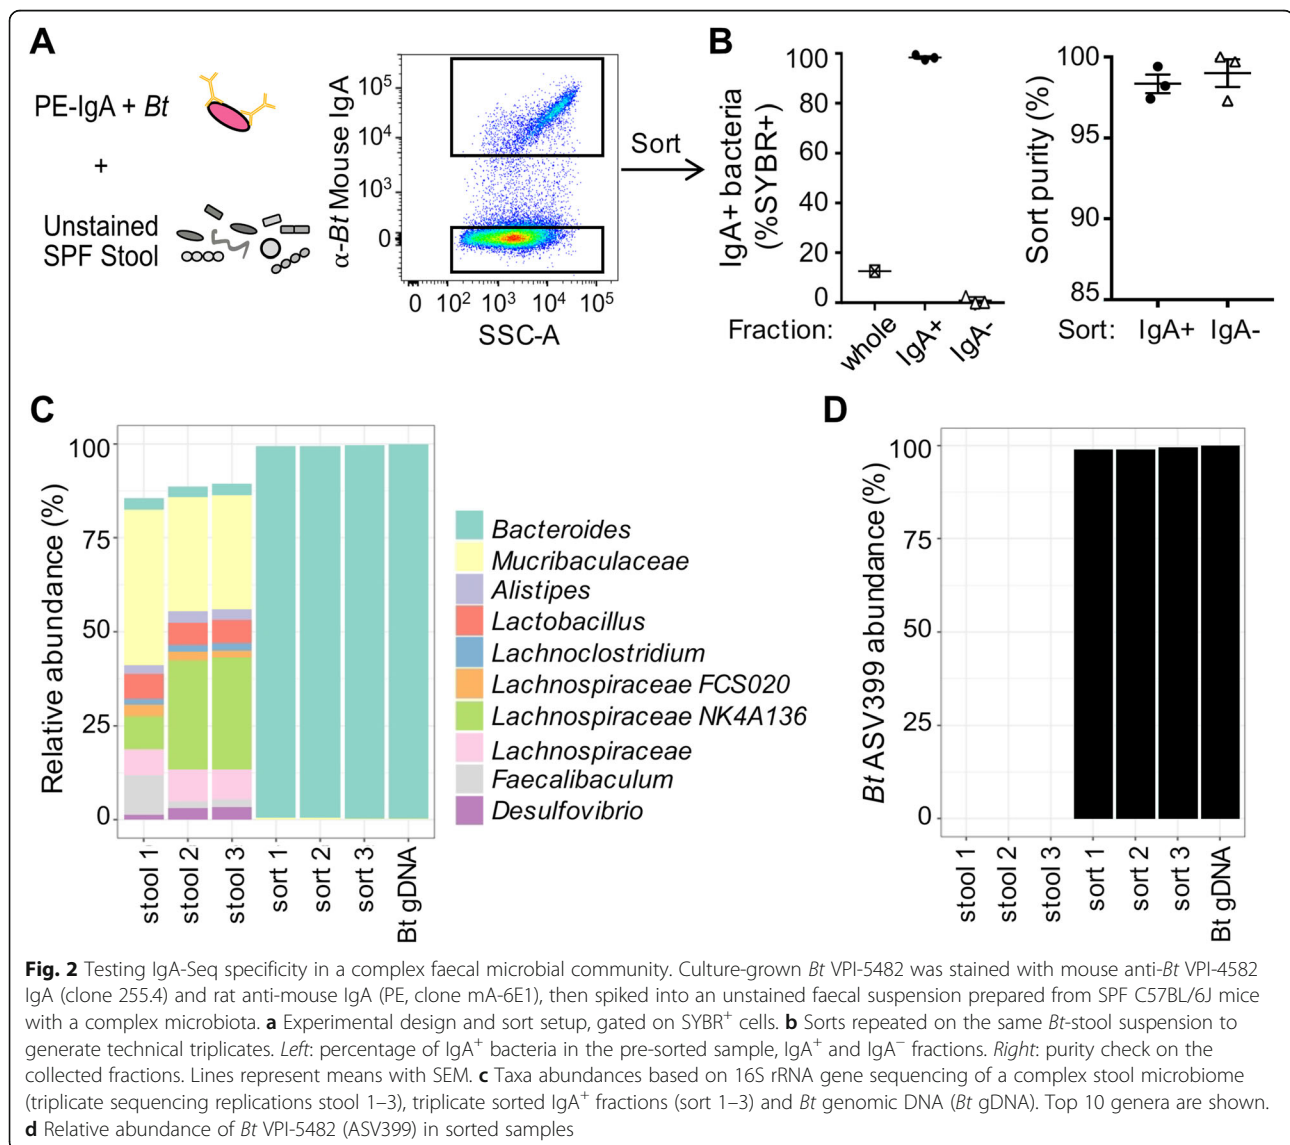 A
PE-IgA + Bt
+
Unstained
SPF Stool
α-Bt Mouse IgA
10^5
10^4
10^3
0
0 10^2 10^3 10^4 10^5
SSC-A
Sort
B
IgA+ bacteria
(%SYBR+)
100
80
60
40
20
0
Fraction: whole IgA+ IgA-
Sort purity (%)
100
95
90
85
Sort: IgA+ IgA-
C
Relative abundance (%)
100
75
50
25
0
stool 1 stool 2 stool 3 sort 1 sort 2 sort 3 Bt gDNA
Bacteroides
Mucribaculaceae
Alistipes
Lactobacillus
Lachnoclostridium
Lachnospiraceae FCS020
Lachnospiraceae NK4A136
Lachnospiraceae
Faecalibaculum
Desulfovibrio
D
Bt ASV399 abundance (%)
100
75
50
25
0
stool 1 stool 2 stool 3 sort 1 sort 2 sort 3 Bt gDNA
Fig. 2 Testing IgA-Seq specificity in a complex faecal microbial community. Culture-grown Bt VPI-5482 was stained with mouse anti-Bt VPI-4582
IgA (clone 255.4) and rat anti-mouse IgA (PE, clone mA-6E1), then spiked into an unstained faecal suspension prepared from SPF C57BL/6J mice
with a complex microbiota. a Experimental design and sort setup, gated on SYBR⁺ cells. b Sorts repeated on the same Bt-stool suspension to
generate technical triplicates. Left: percentage of IgA⁺ bacteria in the pre-sorted sample, IgA⁺ and IgA⁻ fractions. Right: purity check on the
collected fractions. Lines represent means with SEM. c Taxa abundances based on 16S rRNA gene sequencing of a complex stool microbiome
(triplicate sequencing replications stool 1–3), triplicate sorted IgA⁺ fractions (sort 1–3) and Bt genomic DNA (Bt gDNA). Top 10 genera are shown.
d Relative abundance of Bt VPI-5482 (ASV399) in sorted samples